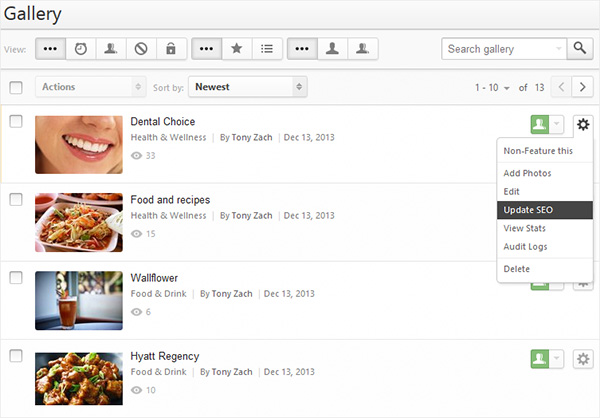 Gallery
View: Search gallery
Actions Sort by: Newest 1 - 10 of 13
Dental Choice
Health & Wellness | By Tony Zach | Dec 13, 2013
33
Non-Feature this
Add Photos
Edit
Update SEO
View Stats
Audit Logs
Delete
Food and recipes
Health & Wellness | By Tony Zach | Dec 13, 2013
15
Wallflower
Food & Drink | By Tony Zach | Dec 13, 2013
6
Hyatt Regency
Food & Drink | By Tony Zach | Dec 13, 2013
10